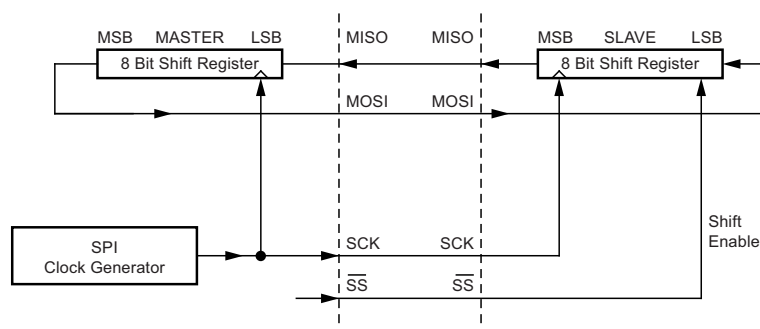 MSB MASTER LSB MISO MISO MSB SLAVE LSB
8 Bit Shift Register 8 Bit Shift Register
MOSI MOSI
Shift
Enable
SPI
Clock Generator
SCK SCK
SS SS